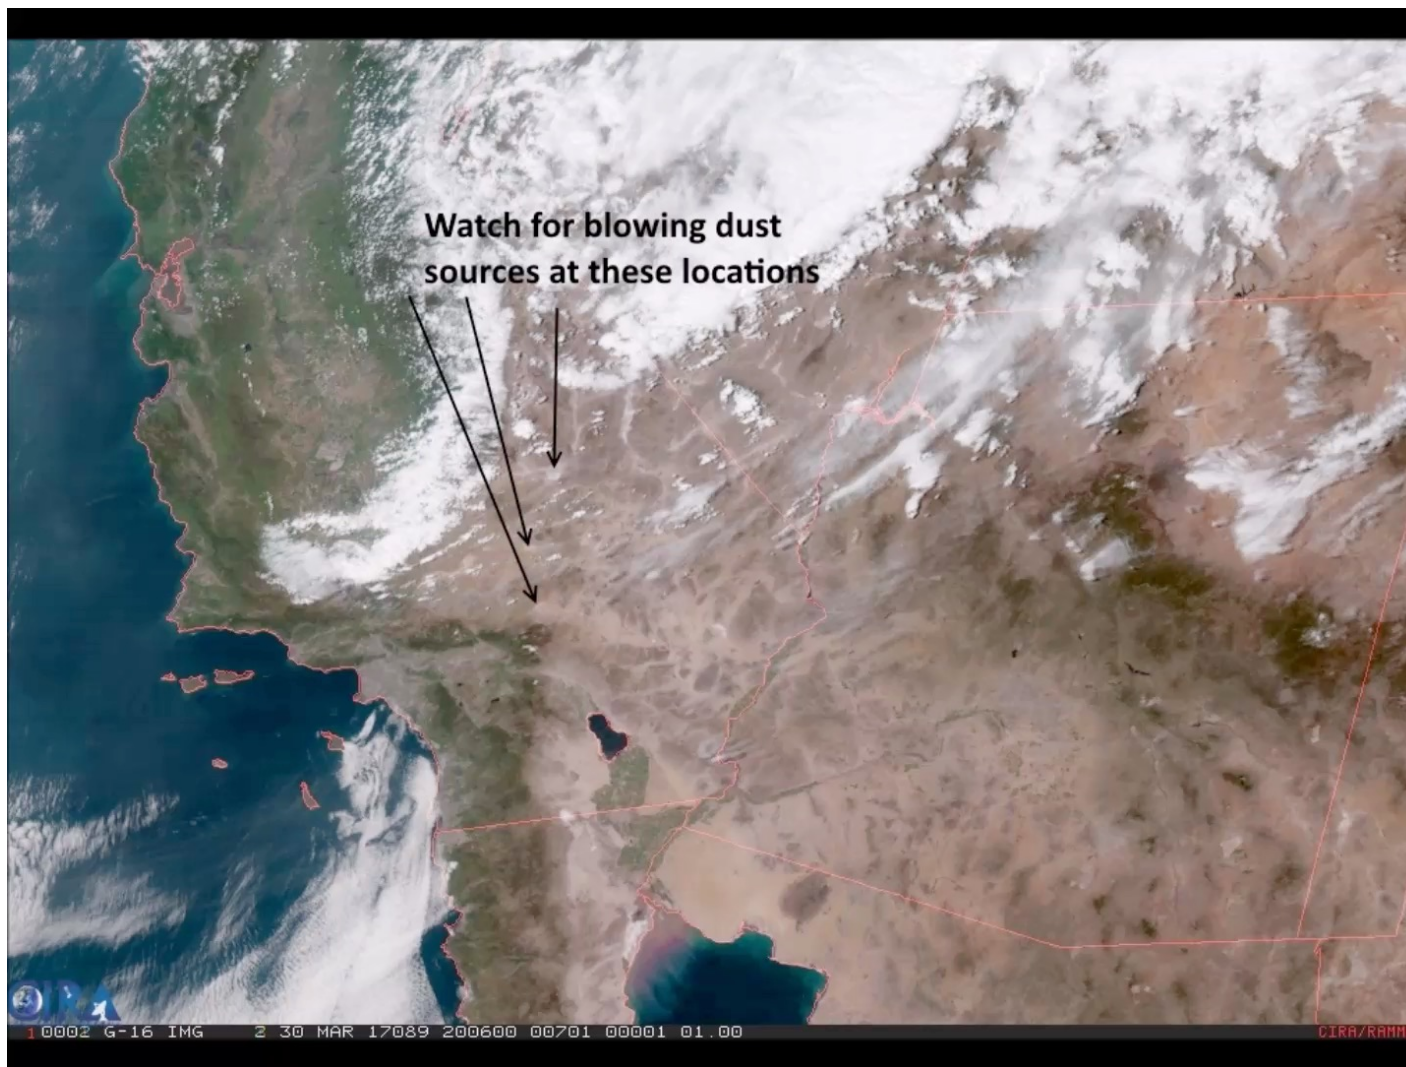 Watch for blowing dust
sources at these locations
CIRA
1 0002 G-16 IMG 2 30 MAR 17089 200600 00701 00001 01.00
CIRA/RAMM